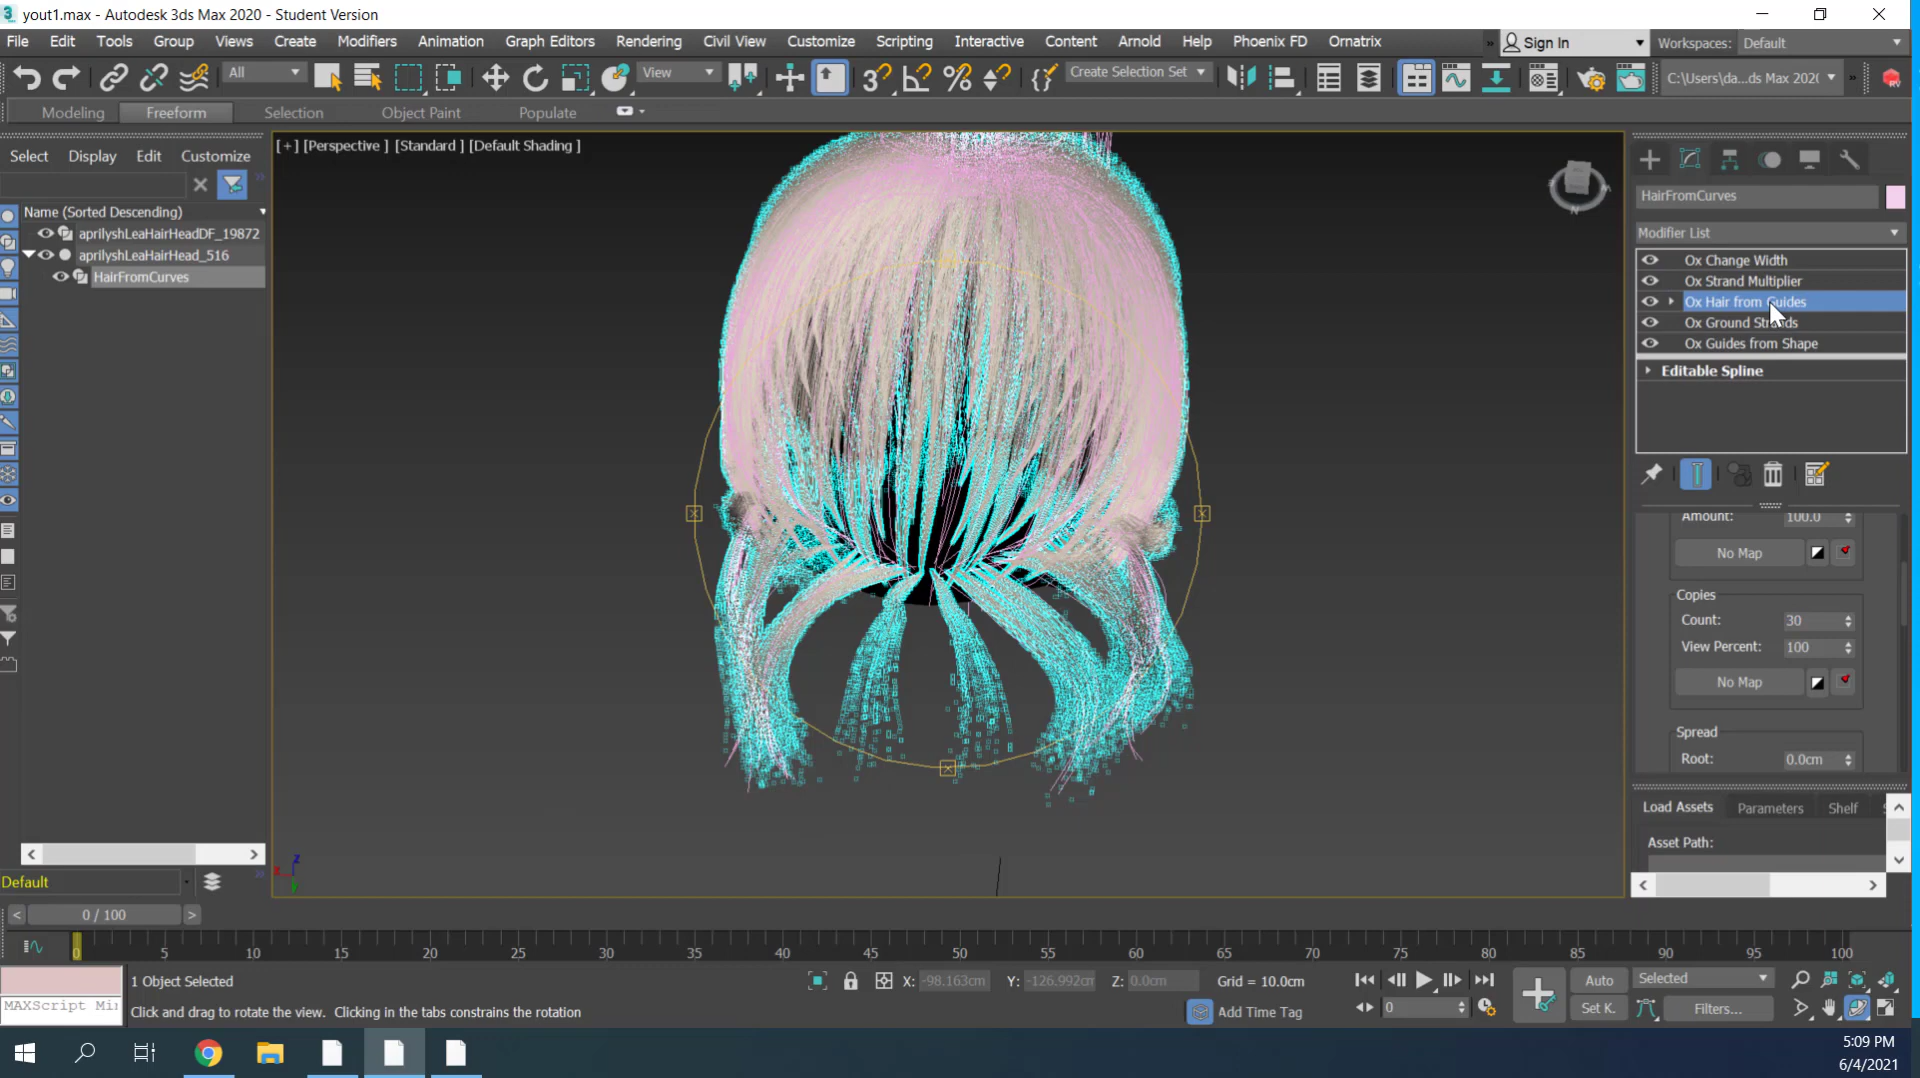 yout1.max - Autodesk 3ds Max 2020 - Student Version
File Edit Tools Group Views Create Modifiers Animation Graph Editors Rendering Civil View Customize Scripting Interactive Content Arnold Help Phoenix FD Ornatrix
Sign In
Workspaces: Default
All
View
Create Selection Set
C:\Users\da...ds Max 202(
Modeling Freeform Selection Object Paint Populate
Select Display Edit Customize
[+] [Perspective ] [Standard ] [Default Shading ]
Name (Sorted Descending)
aprilyshLeaHairHeadDF_19872
aprilyshLeaHairHead_516
HairFromCurves
HairFromCurves
Modifier List
Ox Change Width
Ox Strand Multiplier
Ox Hair from Guides
Ox Ground Strands
Ox Guides from Shape
Editable Spline
Amount: 100.0
No Map
Copies
Count: 30
View Percent: 100
No Map
Spread
Root: 0.0cm
Load Assets Parameters Shelf
Asset Path:
Default
0 / 100
0 5 10 15 20 25 30 35 40 45 50 55 60 65 70 75 80 85 90 95 100
1 Object Selected
X: -98.163cm Y: -126.992cm Z: 0.0cm Grid = 10.0cm
Auto Selected
MAXScript Mi
Click and drag to rotate the view. Clicking in the tabs constrains the rotation
Add Time Tag
0
Set K. Filters...
5:09 PM
6/4/2021